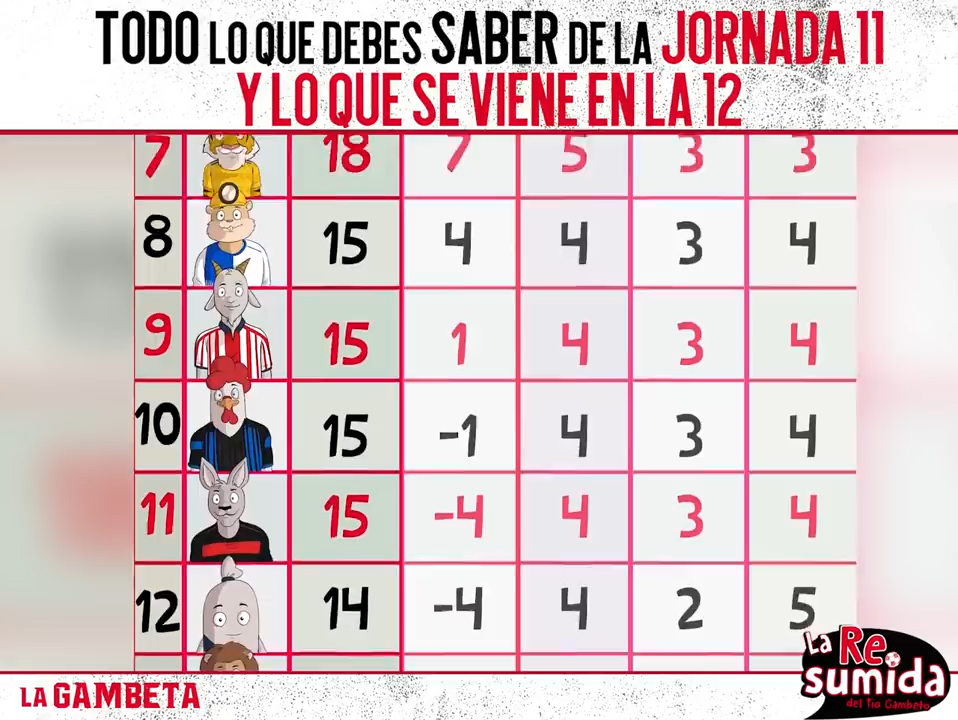 TODO LO QUE DEBES SABER DE LA JORNADA 11
Y LO QUE SE VIENE EN LA 12
7 18 7 5 3 3
8 15 4 4 3 4
9 15 1 4 3 4
10 15 -1 4 3 4
11 15 -4 4 3 4
12 14 -4 4 2 5
LA GAMBETA
La Re
sumida
del Tío Gambeto